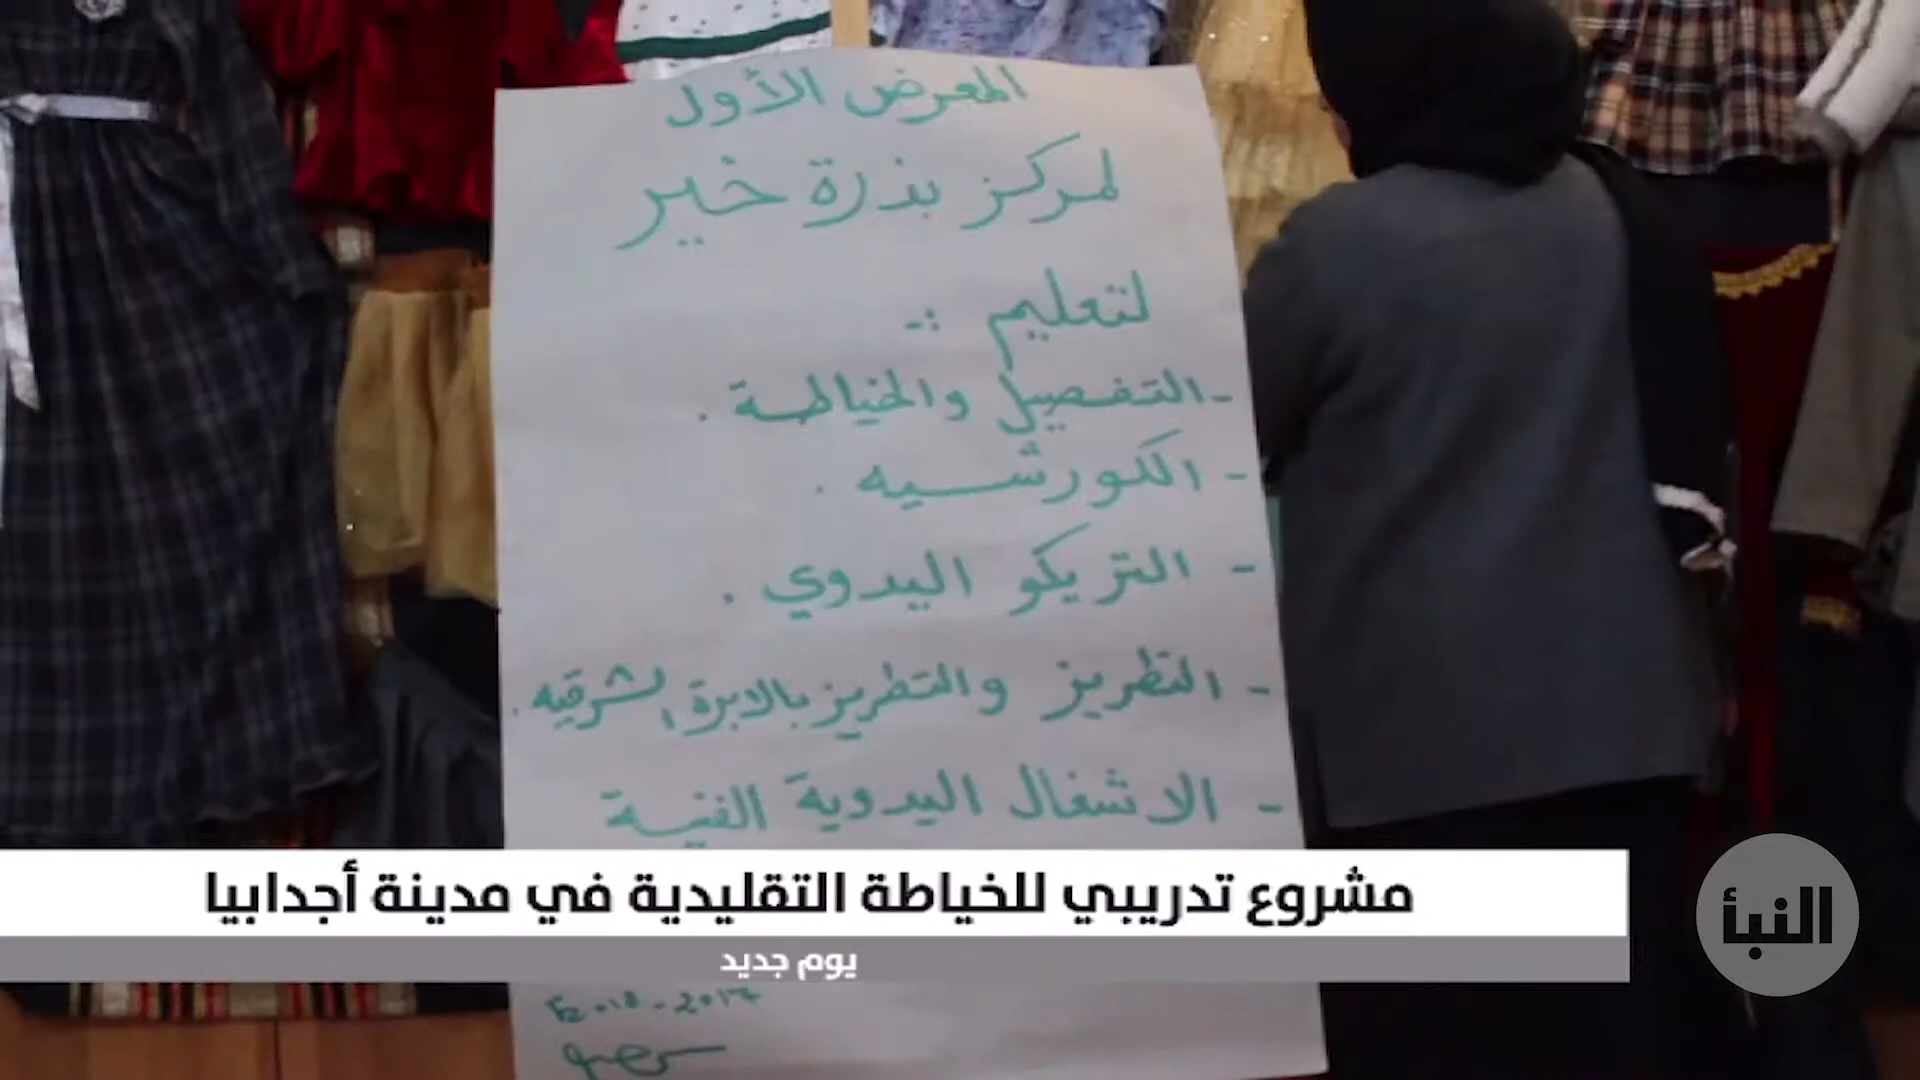 المعرض الأول
لمركز بذرة خير
لتعليم :-
- التفصيل والخياطة .
- الكورشيه .
- التريكو اليدوي .
- التطريز والتطريز بالابرة الشرقيه .
- الاشغال اليدوية الفنية
مشروع تدريبي للخياطة التقليدية في مدينة أجدابيا
النبأ
يوم جديد